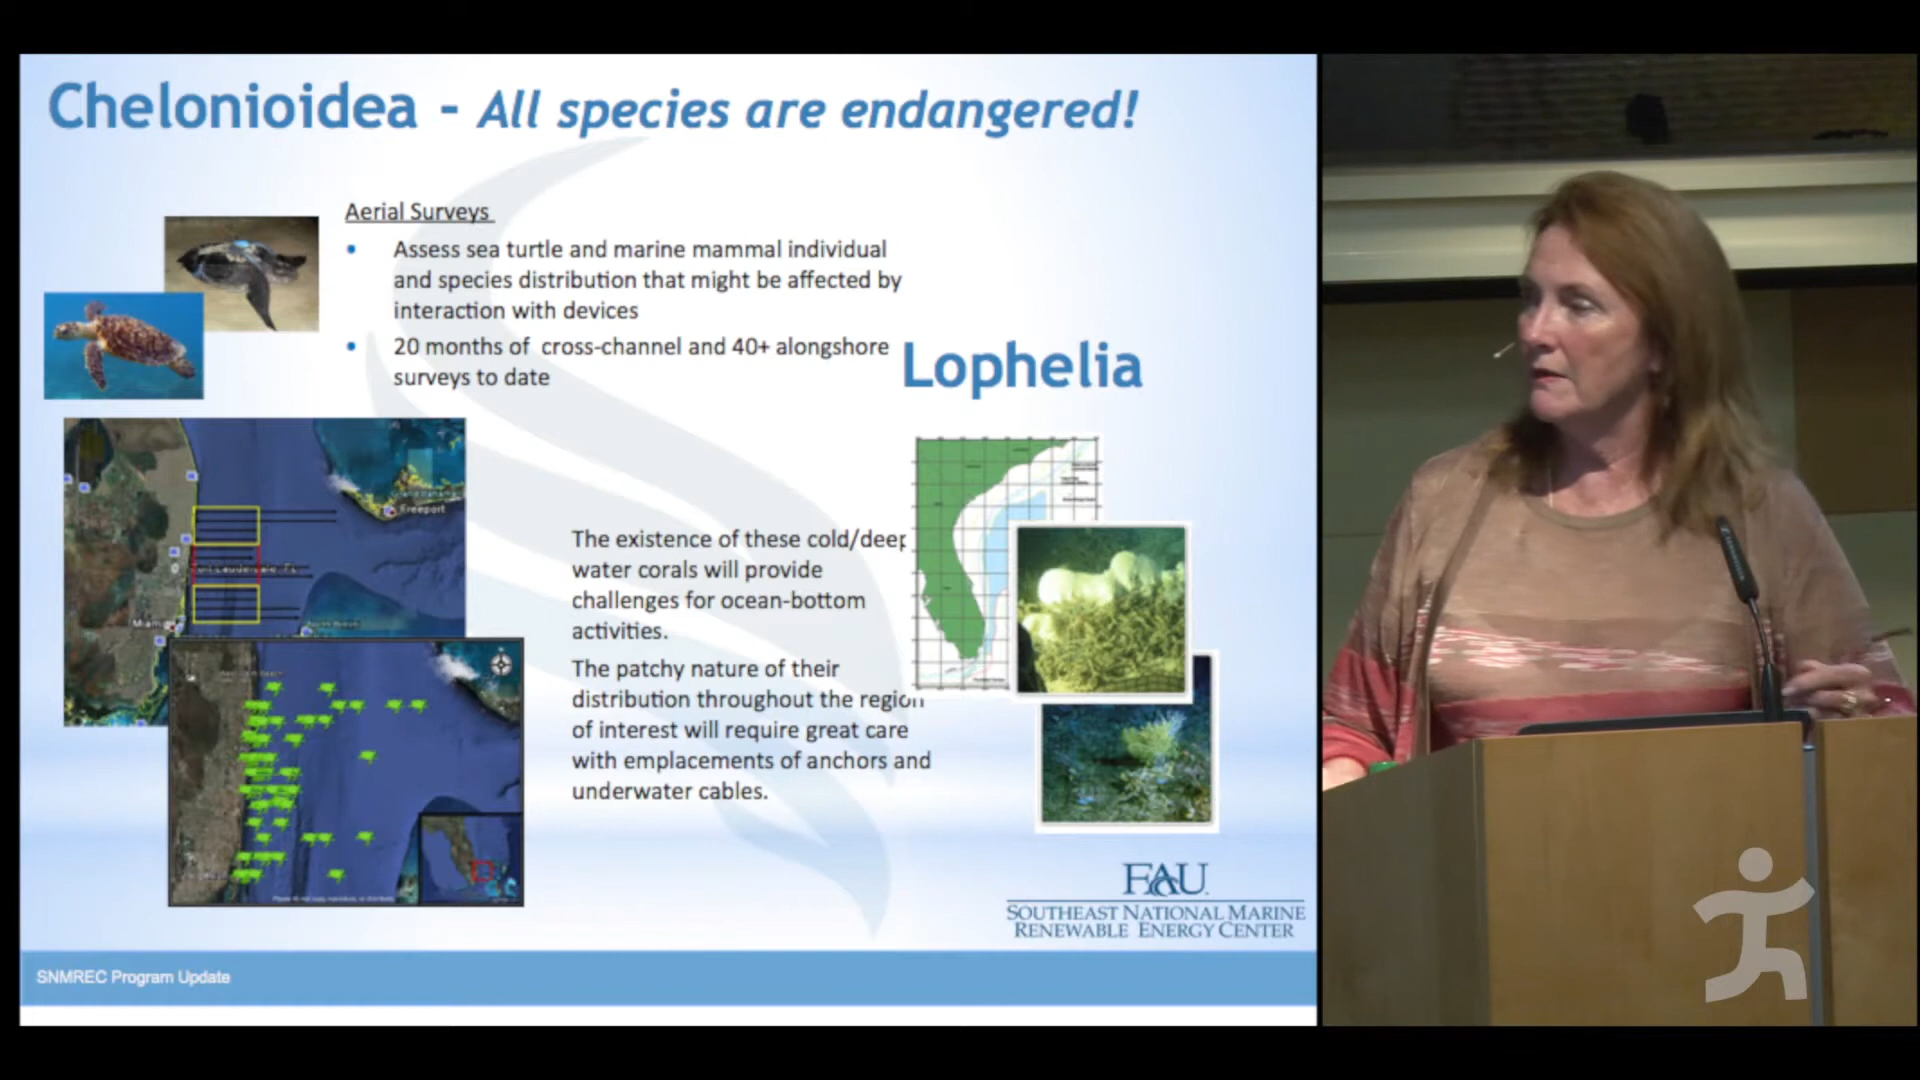 Chelonioidea - All species are endangered!
Aerial Surveys
• Assess sea turtle and marine mammal individual
and species distribution that might be affected by
interaction with devices
• 20 months of cross-channel and 40+ alongshore
surveys to date
Lophelia
Freeport
Miami
The existence of these cold/deep
water corals will provide
challenges for ocean-bottom
activities.
The patchy nature of their
distribution throughout the region
of interest will require great care
with emplacements of anchors and
underwater cables.
FAU
SOUTHEAST NATIONAL MARINE
RENEWABLE ENERGY CENTER
SNMREC Program Update